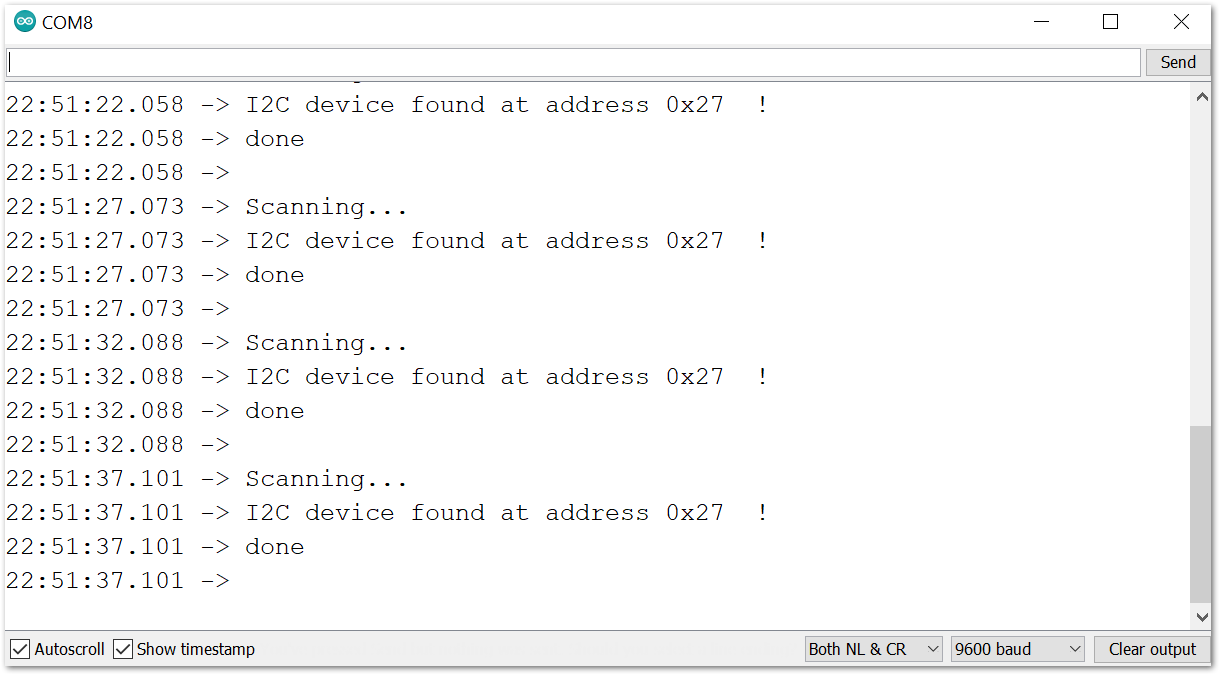 COM8
Send
22:51:22.058 -> I2C device found at address 0x27  !
22:51:22.058 -> done
22:51:22.058 ->
22:51:27.073 -> Scanning...
22:51:27.073 -> I2C device found at address 0x27  !
22:51:27.073 -> done
22:51:27.073 ->
22:51:32.088 -> Scanning...
22:51:32.088 -> I2C device found at address 0x27  !
22:51:32.088 -> done
22:51:32.088 ->
22:51:37.101 -> Scanning...
22:51:37.101 -> I2C device found at address 0x27  !
22:51:37.101 -> done
22:51:37.101 ->
Autoscroll Show timestamp Both NL & CR 9600 baud Clear output